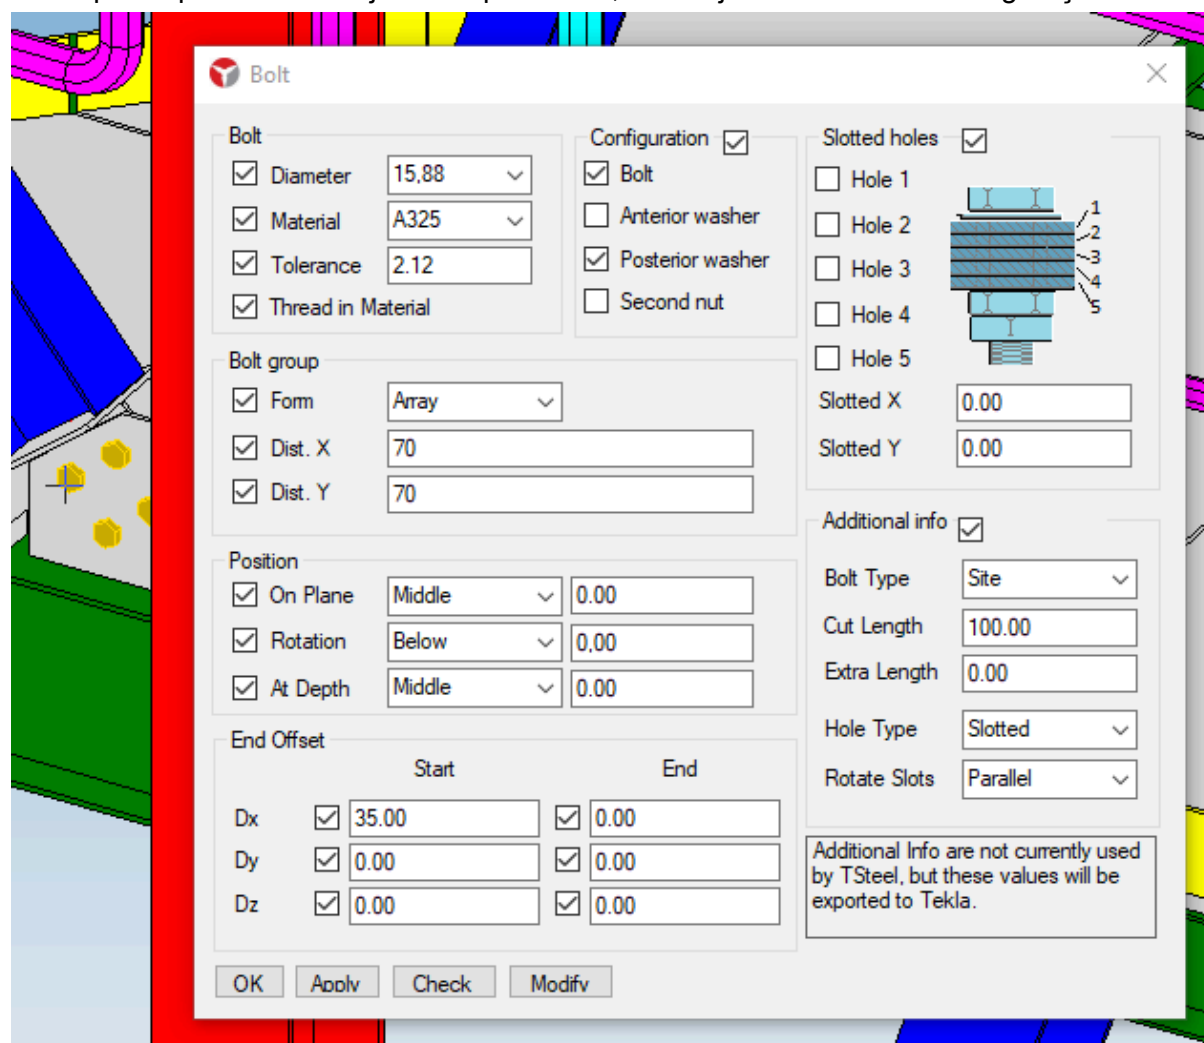 Bolt
Bolt
Diameter 15,88
Material A325
Tolerance 2.12
Thread in Material
Configuration
Bolt
Anterior washer
Posterior washer
Second nut
Slotted holes
Hole 1
Hole 2
Hole 3
Hole 4
Hole 5
1
2
3
4
5
Slotted X 0.00
Slotted Y 0.00
Bolt group
Form Array
Dist. X 70
Dist. Y 70
Position
On Plane Middle 0.00
Rotation Below 0,00
At Depth Middle 0.00
End Offset
Start End
Dx 35.00 0.00
Dy 0.00 0.00
Dz 0.00 0.00
Additional info
Bolt Type Site
Cut Length 100.00
Extra Length 0.00
Hole Type Slotted
Rotate Slots Parallel
Additional Info are not currently used
by TSteel, but these values will be
exported to Tekla.
OK Apply Check Modify